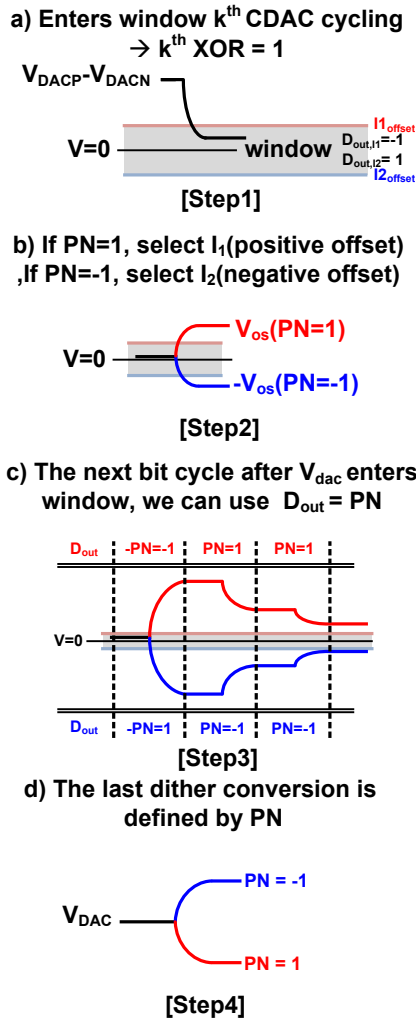 a) Enters window kth CDAC cycling
→ kth XOR = 1
VDACP-VDACN
I1offset
V=0
window
Dout,I1=-1
Dout,I2= 1
I2offset
[Step1]
b) If PN=1, select I1(positive offset)
,If PN=-1, select I2(negative offset)
Vos(PN=1)
V=0
-Vos(PN=-1)
[Step2]
c) The next bit cycle after Vdac enters
window, we can use Dout = PN
Dout -PN=-1 PN=1 PN=1
V=0
Dout -PN=1 PN=-1 PN=-1
[Step3]
d) The last dither conversion is
defined by PN
PN = -1
VDAC
PN = 1
[Step4]